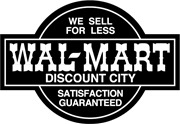 WE SELL
FOR LESS
WAL-MART
DISCOUNT CITY
SATISFACTION
GUARANTEED